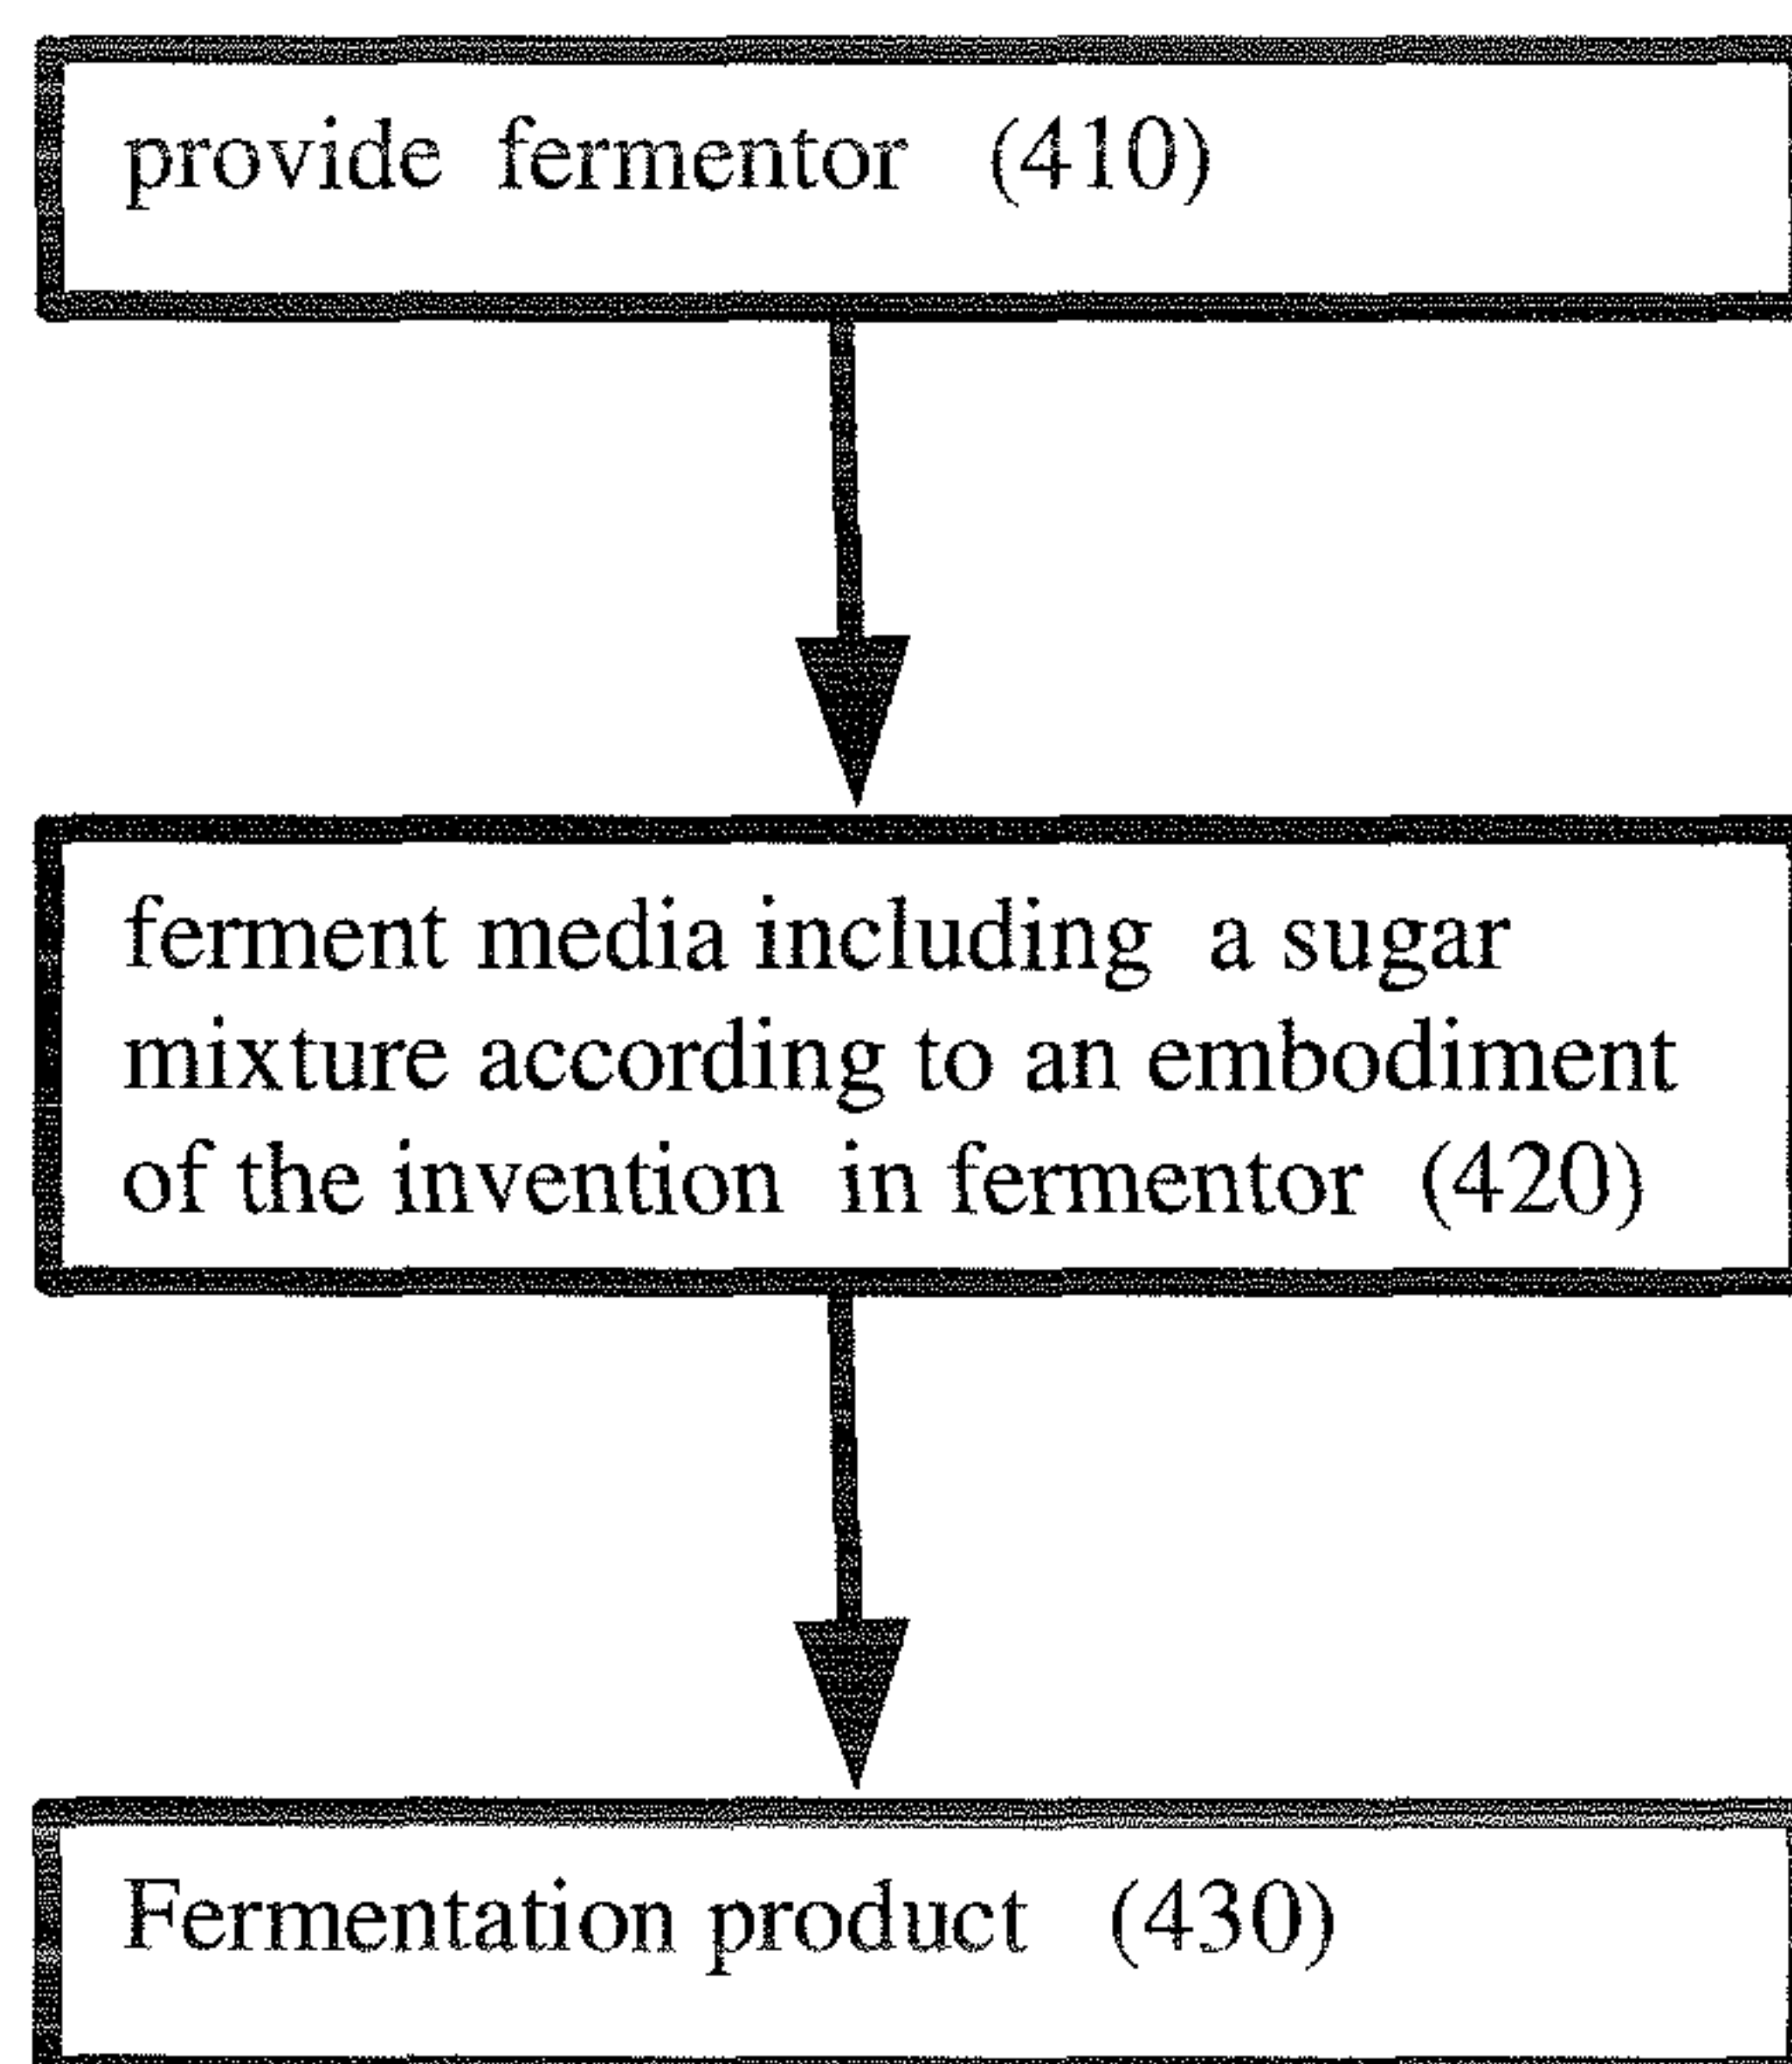 provide fermentor (410)
ferment media including a sugar
mixture according to an embodiment
of the invention in fermentor (420)
Fermentation product (430)